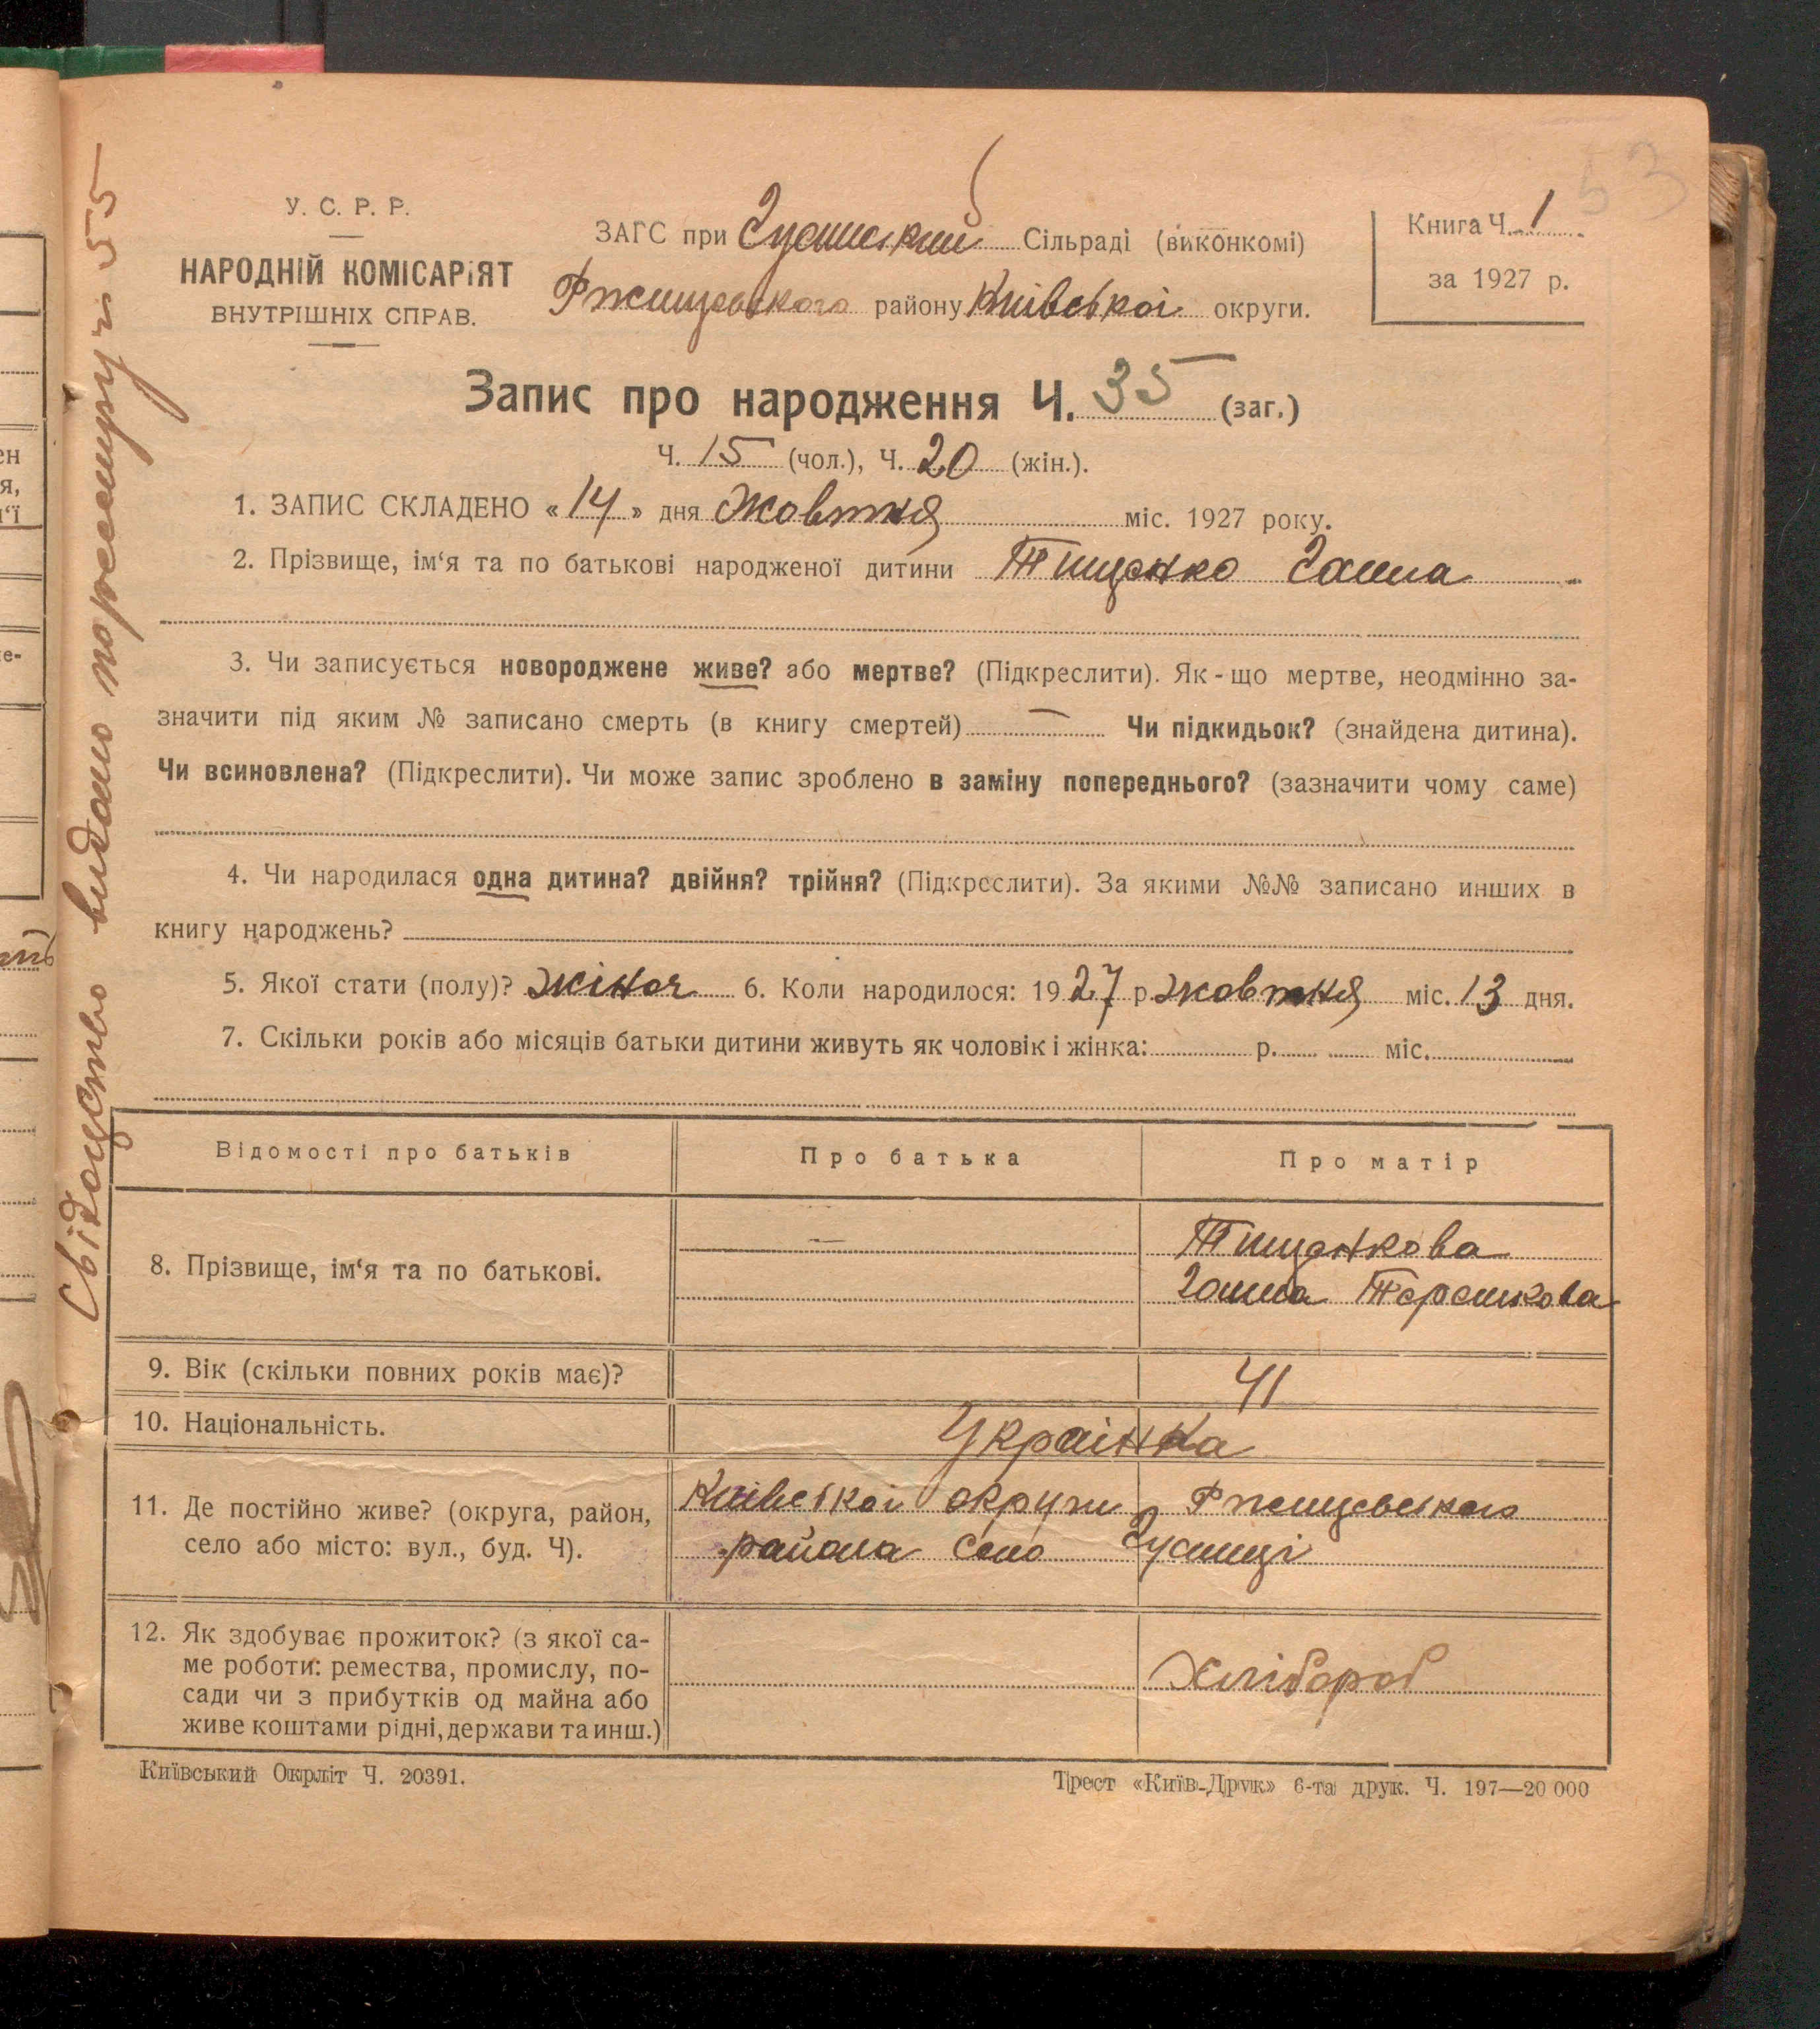 53
У. С. Р. Р.
НАРОДНІЙ КОМІСАРІЯТ
ВНУТРІШНІХ СПРАВ.
ЗАГС при Гусинський Сільраді (виконкомі)
Ржищевського району Київської округи.
Книга Ч. 1
за 1927 р.
Запис про народження Ч. 35 (заг.)
Ч. 15 (чол.), Ч. 20 (жін.).
1. ЗАПИС СКЛАДЕНО «14» дня Жовтня міс. 1927 року.
2. Прізвище, ім‘я та по батькові народженої дитини Тищенко Ганна
3. Чи записується новороджене живе? або мертве? (Підкреслити). Як-що мертве, неодмінно за-
значити під яким № записано смерть (в книгу смертей) — Чи підкидьок? (знайдена дитина).
Чи всиновлена? (Підкреслити). Чи може запис зроблено в заміну попереднього? (зазначити чому саме)
4. Чи народилася одна дитина? двійня? трійня? (Підкреслити). За якими №№ записано инших в
книгу народжень?
5. Якої стати (полу)? жіноч 6. Коли народилося: 1927 р. жовтня міс. 13 дня.
7. Скільки років або місяців батьки дитини живуть як чоловік і жінка: р. міс.
Відомості про батьків Про батька Про матір
8. Прізвище, ім‘я та по батькові. — Тищенкова
Ганна
9. Вік (скільки повних років має)? 41
10. Національність. Українка
11. Де постійно живе? (округа, район, Київської округи Ржищевського
село або місто: вул., буд. Ч). района село Гусинці
12. Як здобуває прожиток? (з якої са-
ме роботи: ремества, промислу, по-
сади чи з прибутків од майна або
живе коштами рідні, держави та инш.)
Хлібороб
Київський Окрліт Ч. 20391.
Трест «Київ-Друк» 6-та друк. Ч. 197—20 000
Свідоцтво видано 55